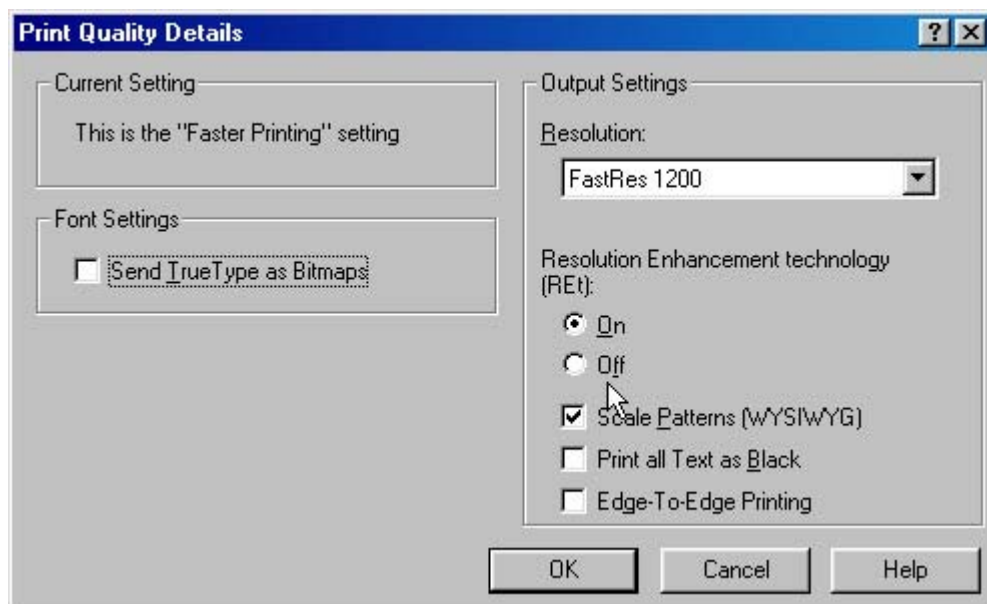 Print Quality Details
Current Setting
This is the "Faster Printing" setting
Font Settings
Send TrueType as Bitmaps
Output Settings
Resolution:
FastRes 1200
Resolution Enhancement technology
(REt):
On
Off
Scale Patterns (WYSIWYG)
Print all Text as Black
Edge-To-Edge Printing
OK
Cancel
Help